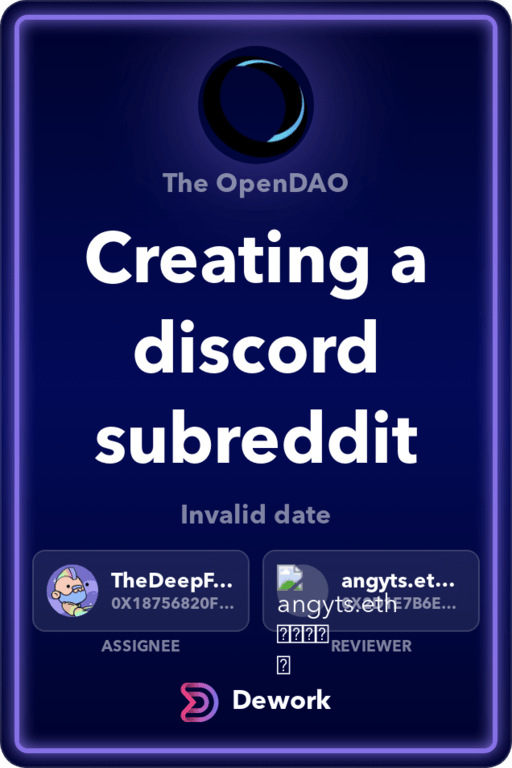 The OpenDAO
Creating a
discord
subreddit
Invalid date
TheDeepF...
0X18756820F...
angyts.et...
angyts.eth
ASSIGNEE
REVIEWER
Dework